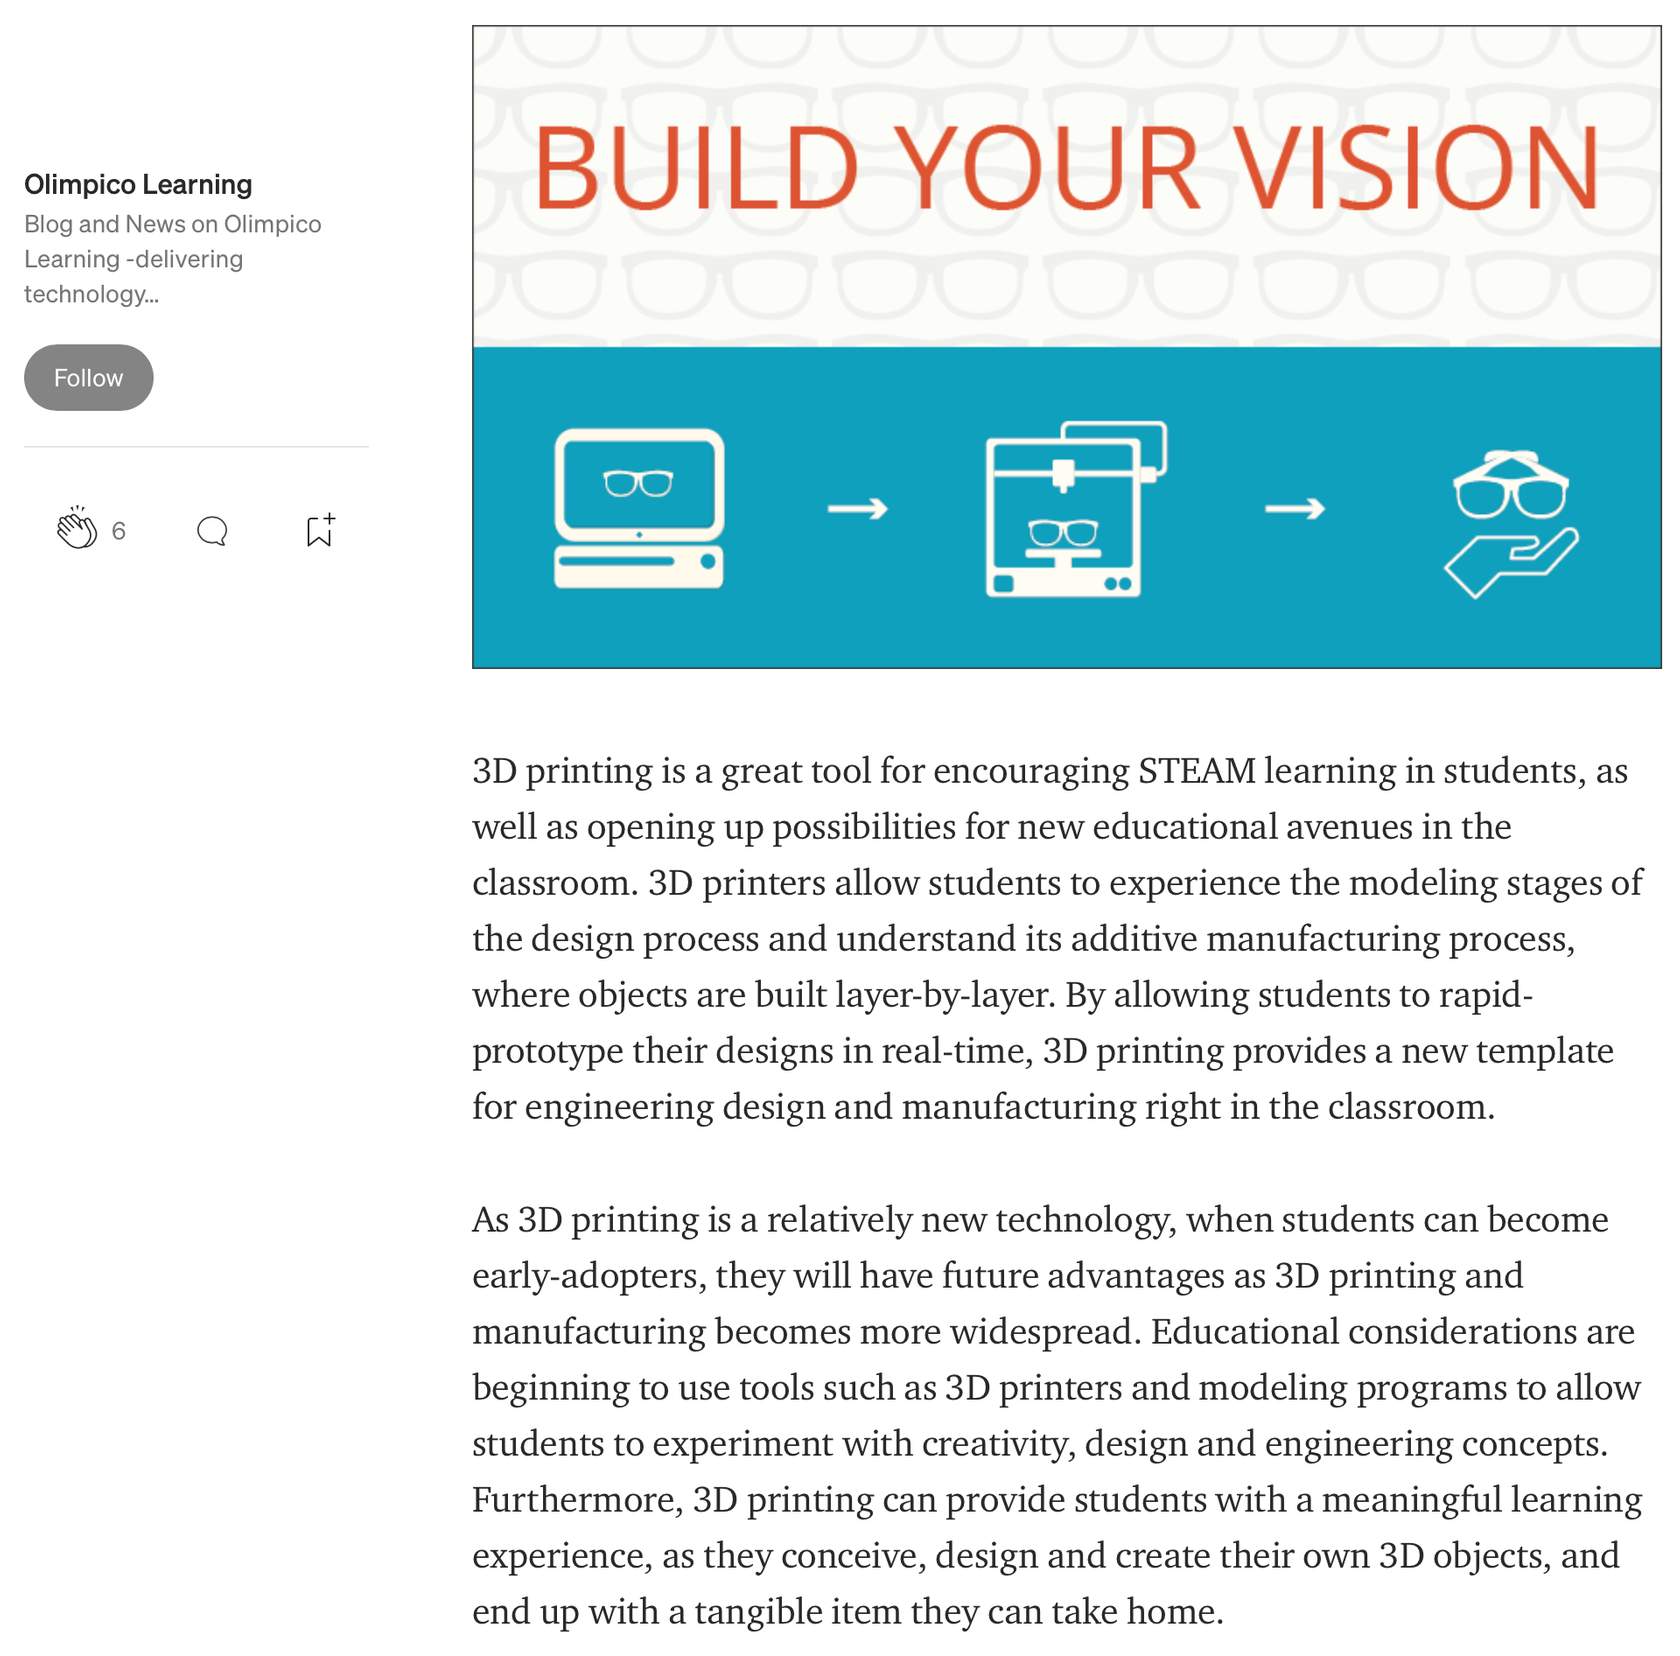 Olimpico Learning
Blog and News on Olimpico
Learning -delivering
technology...
Follow
6
BUILD YOUR VISION
3D printing is a great tool for encouraging STEAM learning in students, as
well as opening up possibilities for new educational avenues in the
classroom. 3D printers allow students to experience the modeling stages of
the design process and understand its additive manufacturing process,
where objects are built layer-by-layer. By allowing students to rapid-
prototype their designs in real-time, 3D printing provides a new template
for engineering design and manufacturing right in the classroom.
As 3D printing is a relatively new technology, when students can become
early-adopters, they will have future advantages as 3D printing and
manufacturing becomes more widespread. Educational considerations are
beginning to use tools such as 3D printers and modeling programs to allow
students to experiment with creativity, design and engineering concepts.
Furthermore, 3D printing can provide students with a meaningful learning
experience, as they conceive, design and create their own 3D objects, and
end up with a tangible item they can take home.